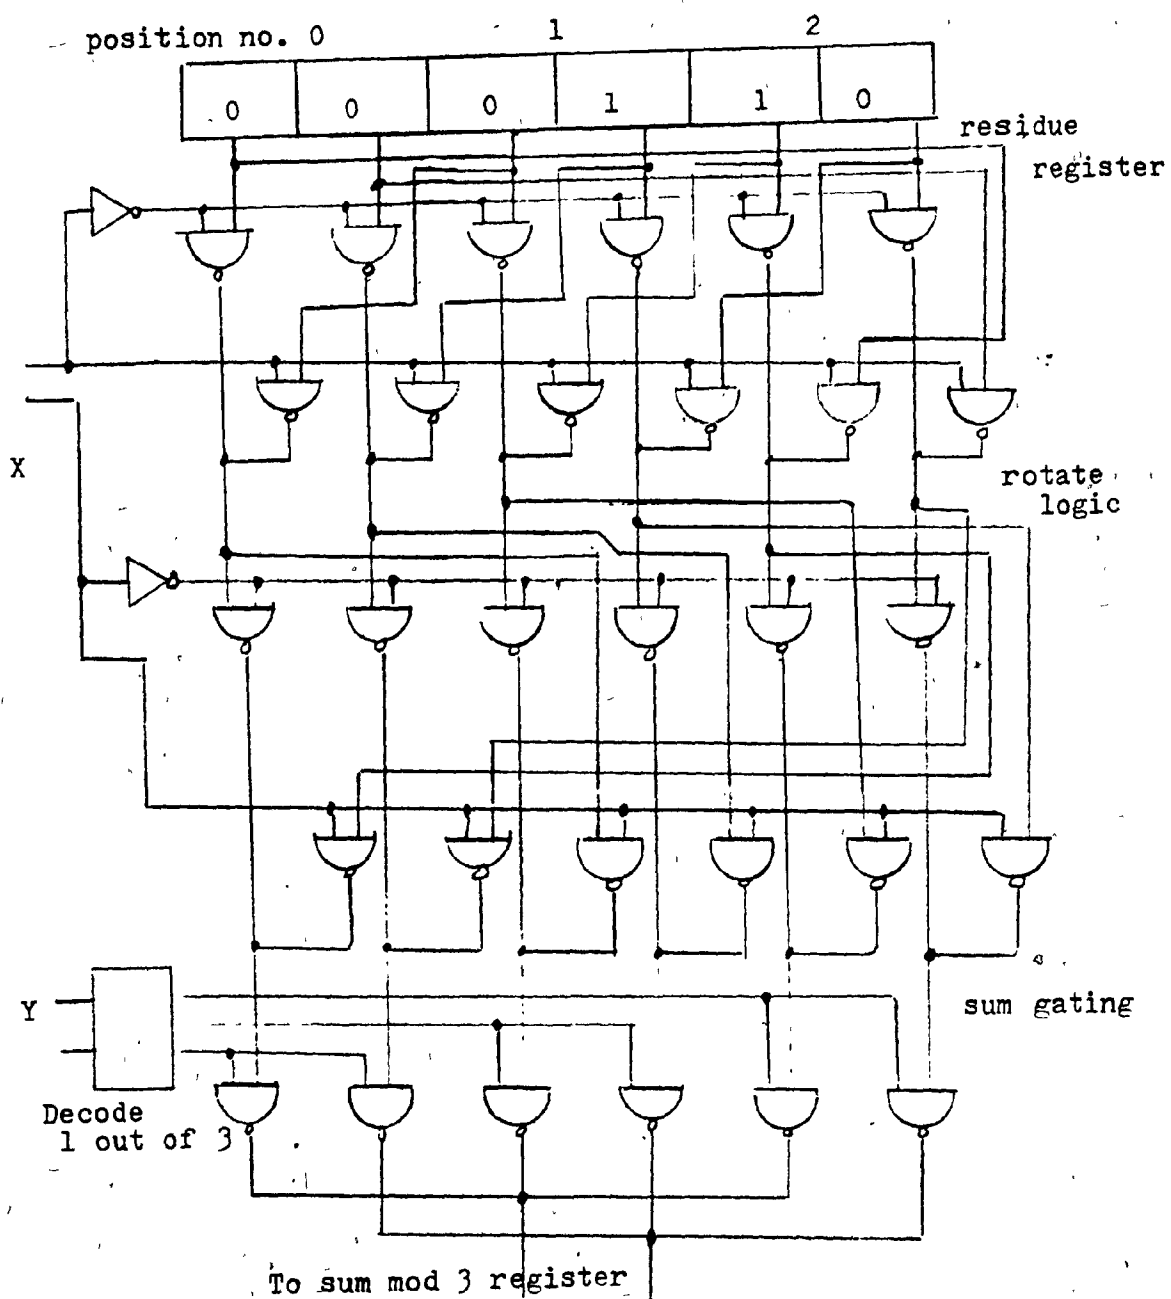 position no. 0 1 2
0 0 0 1 1 0
residue
register
X
rotate
logic
Y
sum gating
Decode
1 out of 3
To sum mod 3 register